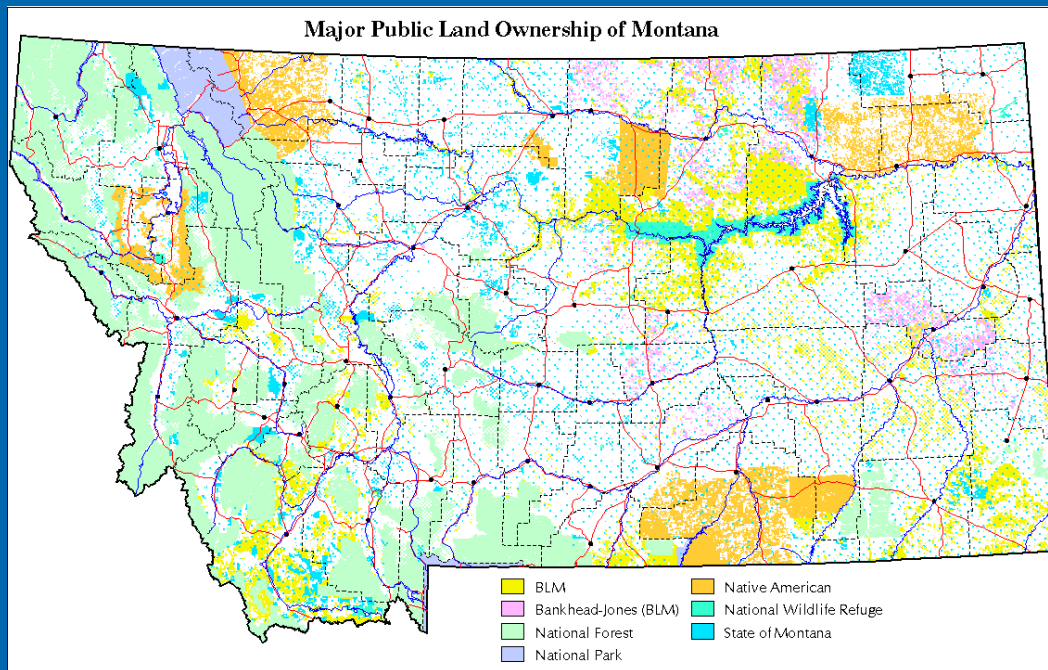 Major Public Land Ownership of Montana
BLM
Bankhead-Jones (BLM)
National Forest
National Park
Native American
National Wildlife Refuge
State of Montana